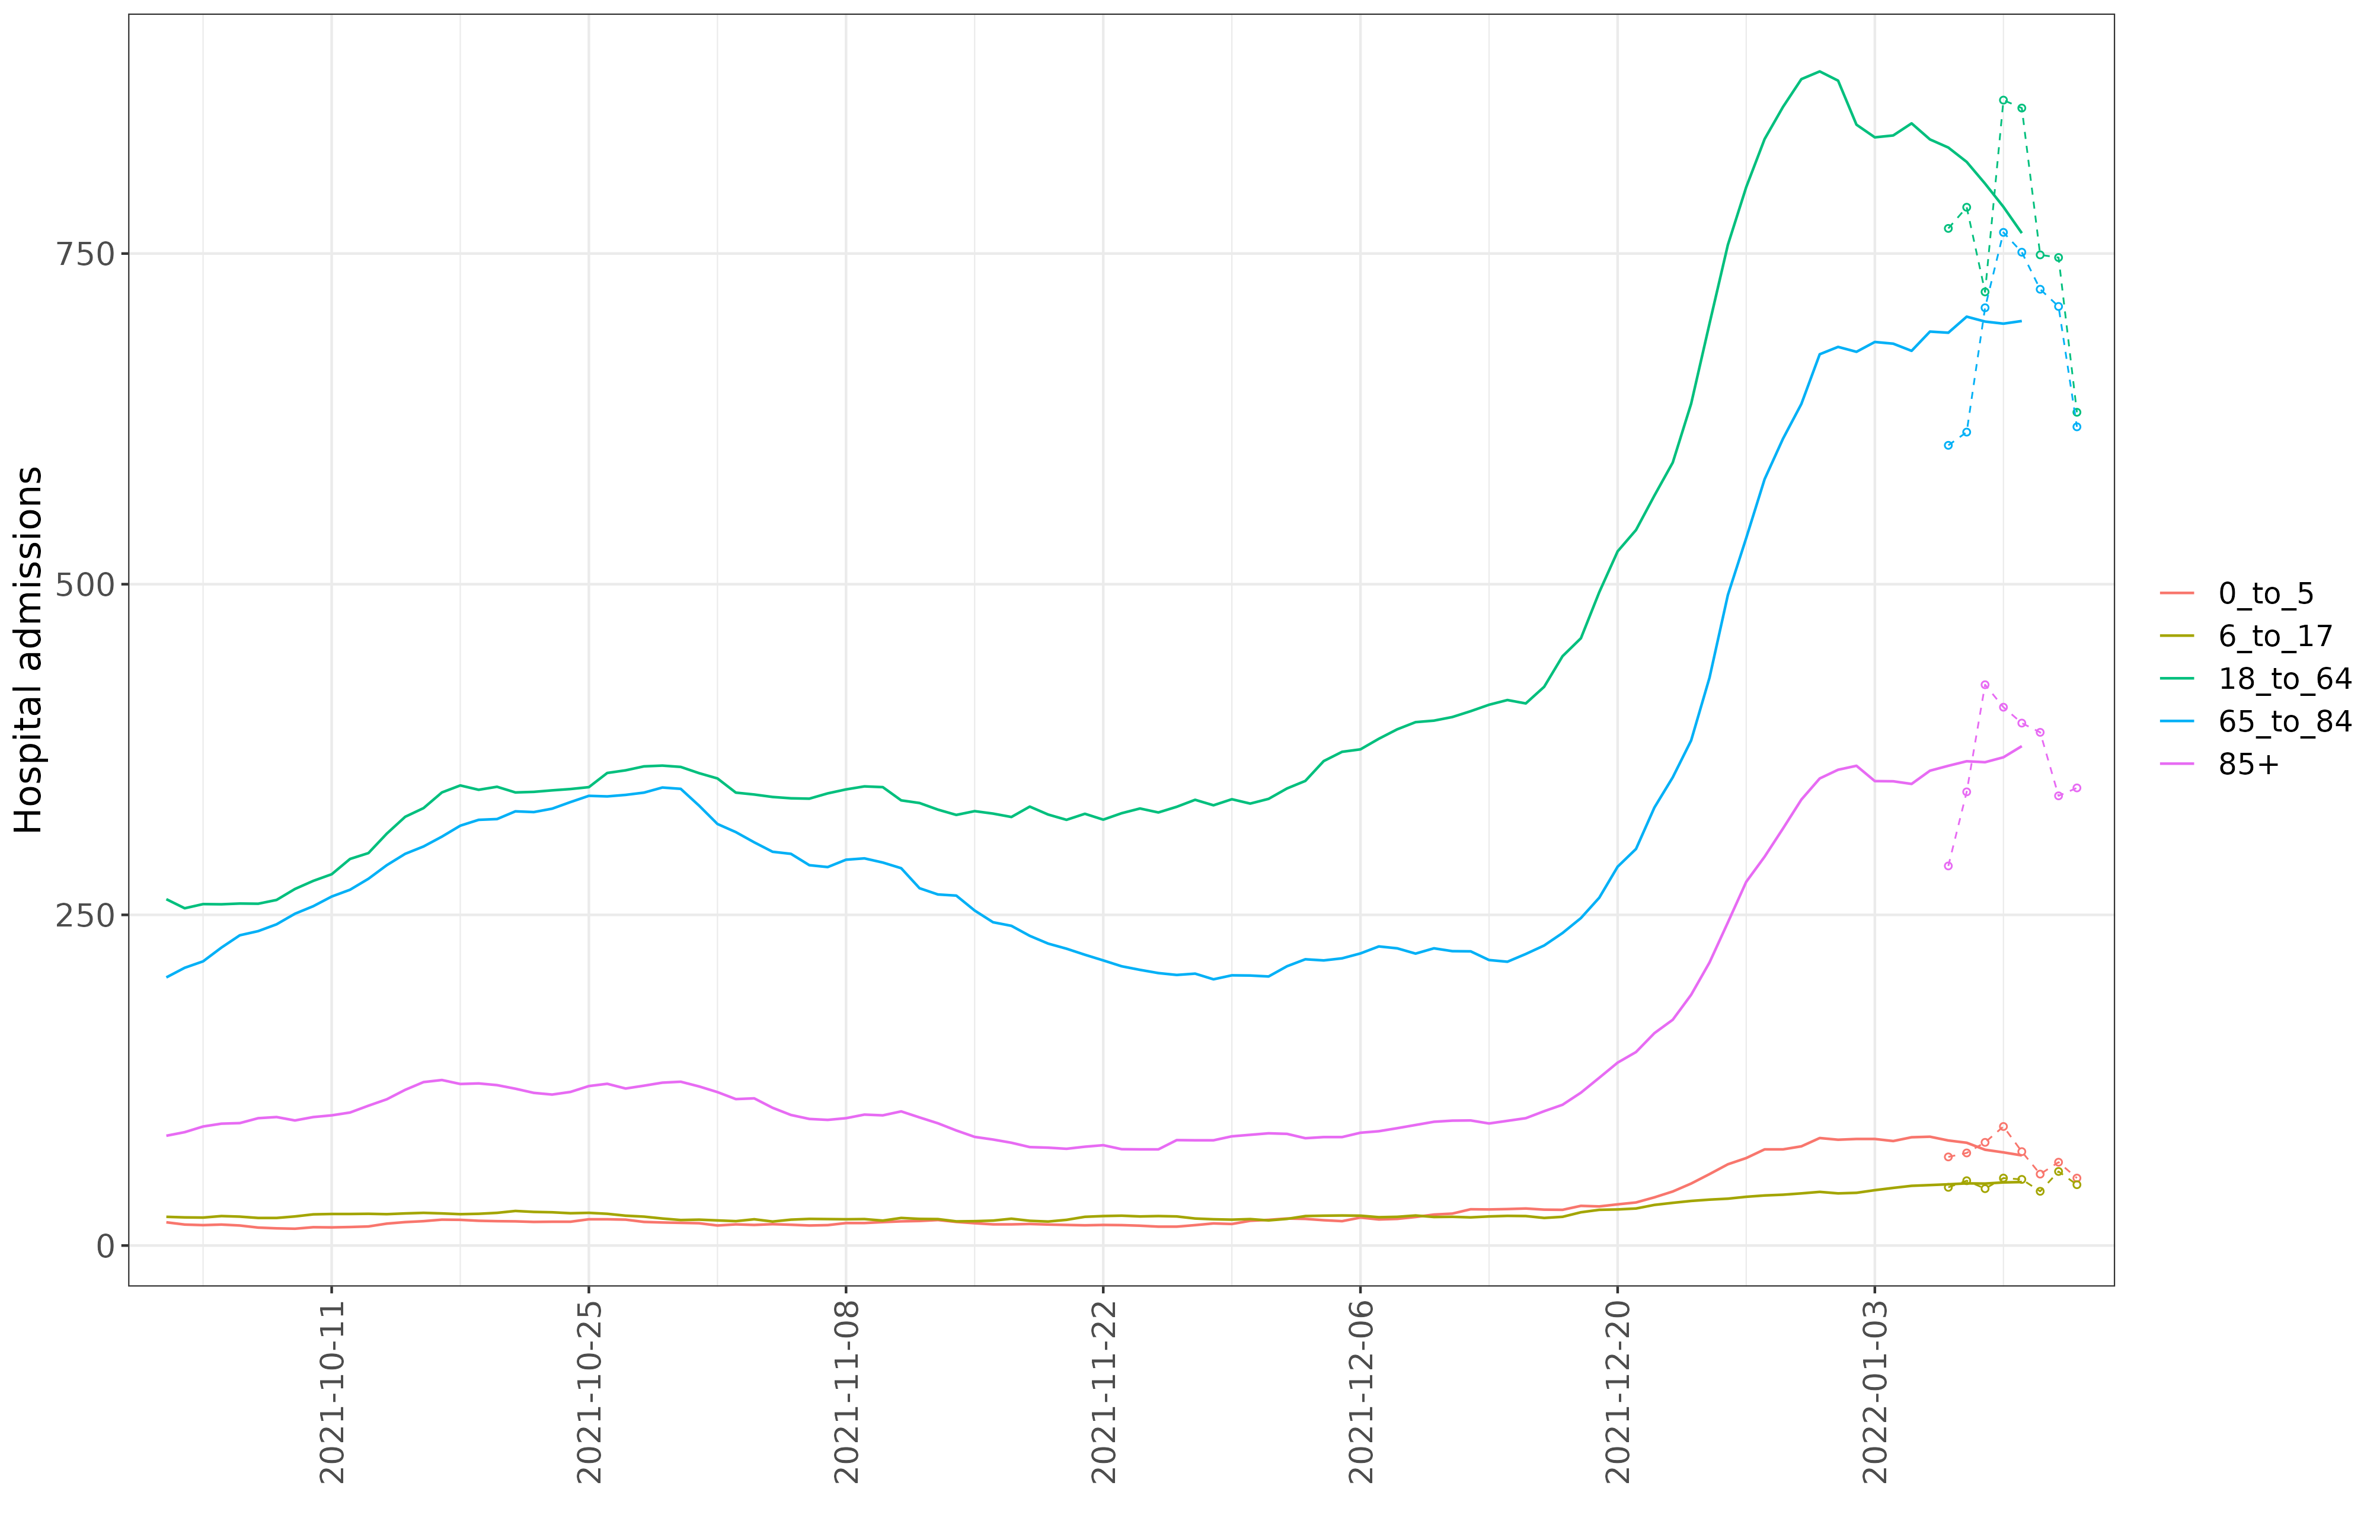 Hospital admissions
750
500
250
0
2021-10-11
2021-10-25
2021-11-08
2021-11-22
2021-12-06
2021-12-20
2022-01-03
0_to_5
6_to_17
18_to_64
65_to_84
85+